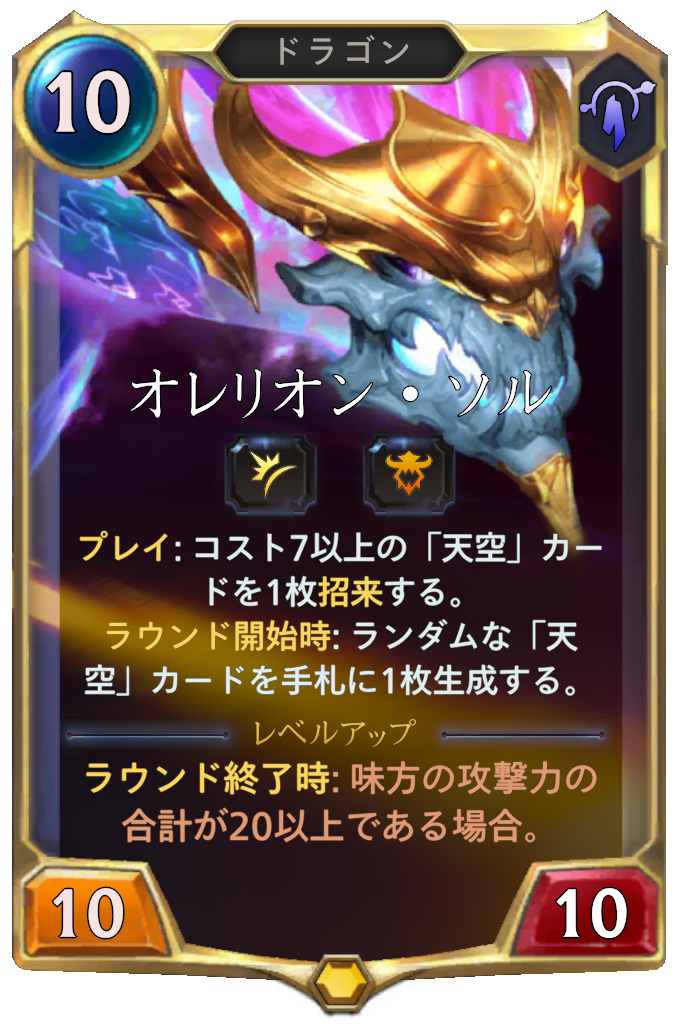 ドラゴン
10
オレリオン・ソル
プレイ: コスト7以上の「天空」カー
ドを1枚招来する。
ラウンド開始時: ランダムな「天
空」カードを手札に1枚生成する。
レベルアップ
ラウンド終了時: 味方の攻撃力の
合計が20以上である場合。
10
10